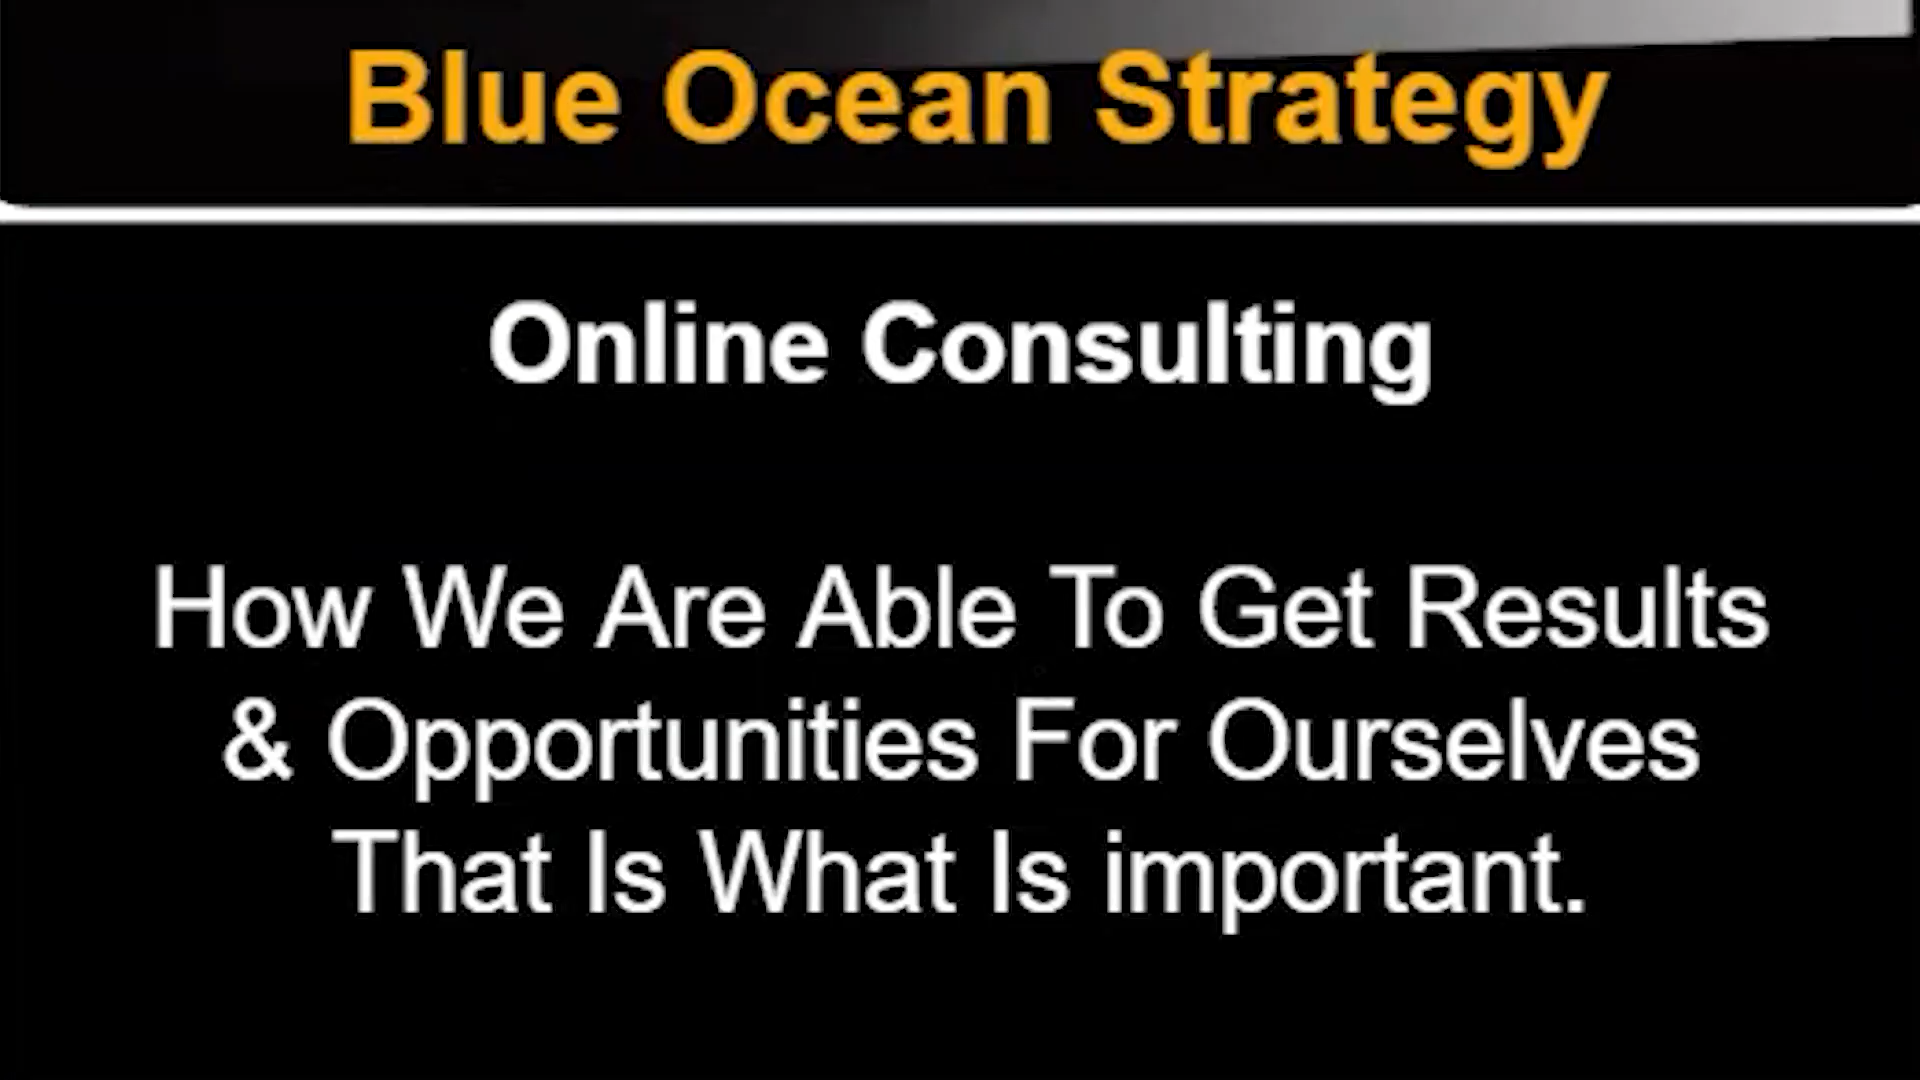 Blue Ocean Strategy
Online Consulting
How We Are Able To Get Results
& Opportunities For Ourselves
That Is What Is important.